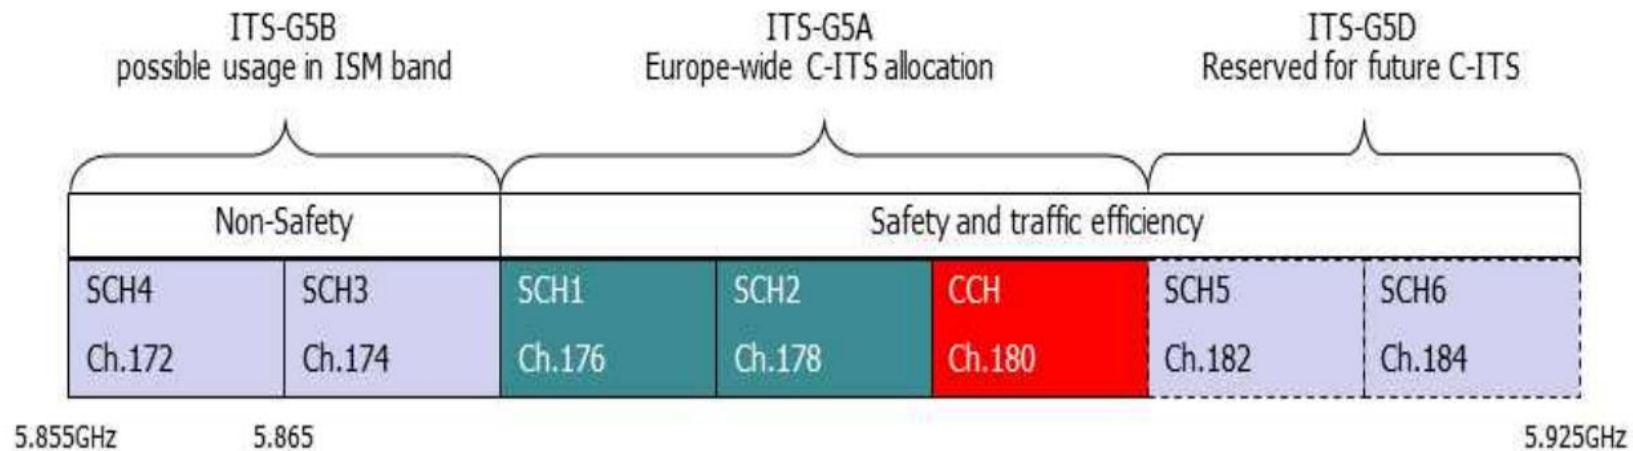 ITS-G5B
possible usage in ISM band
ITS-G5A
Europe-wide C-ITS allocation
ITS-G5D
Reserved for future C-ITS
Non-Safety
Safety and traffic efficiency
SCH4
Ch.172
SCH3
Ch.174
SCH1
Ch.176
SCH2
Ch.178
CCH
Ch.180
SCH5
Ch.182
SCH6
Ch.184
5.855GHz
5.865
5.925GHz